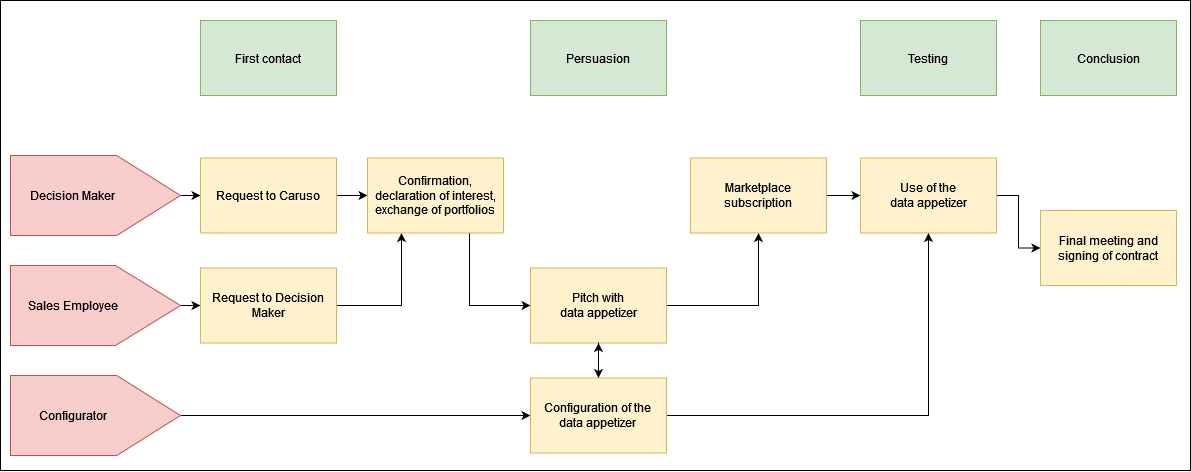 First contact
Persuasion
Testing
Conclusion
Decision Maker
Request to Caruso
Confirmation,
declaration of interest,
exchange of portfolios
Marketplace
subscription
Use of the
data appetizer
Final meeting and
signing of contract
Sales Employee
Request to Decision
Maker
Pitch with
data appetizer
Configurator
Configuration of the
data appetizer